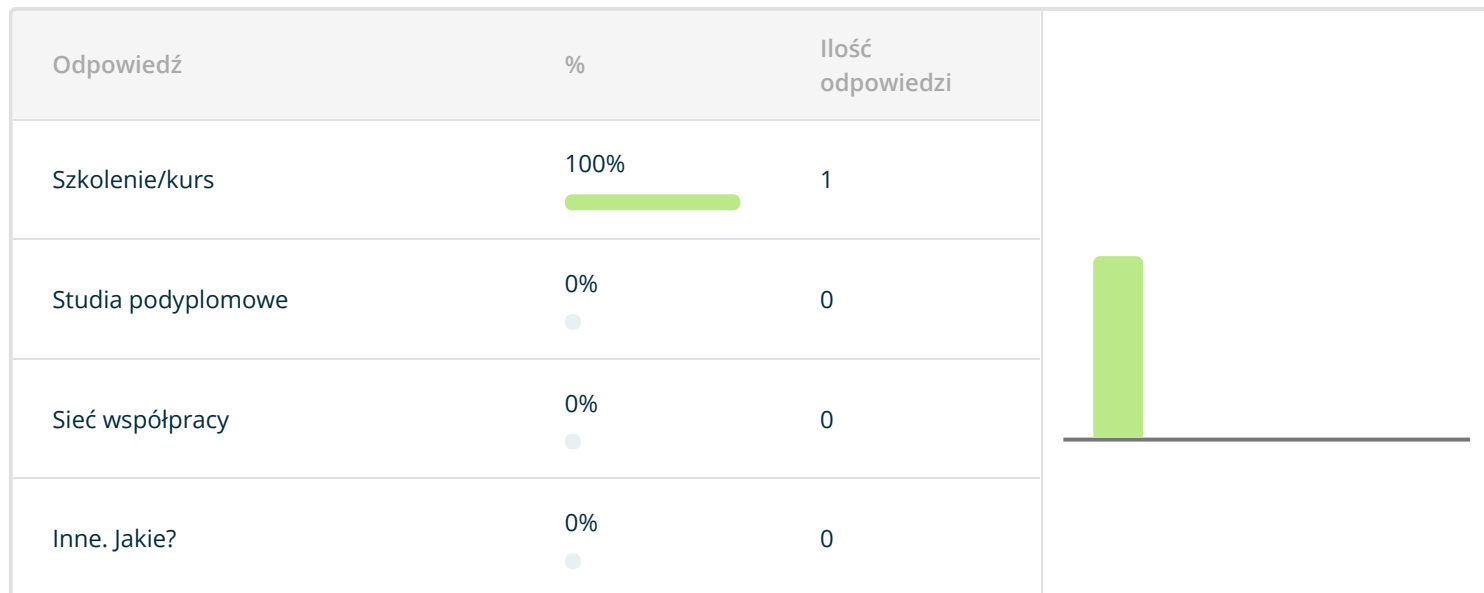 Odpowiedź % Ilość odpowiedzi
Szkolenie/kurs 100% 1
Studia podyplomowe 0% 0
Sieć współpracy 0% 0
Inne. Jakie? 0% 0